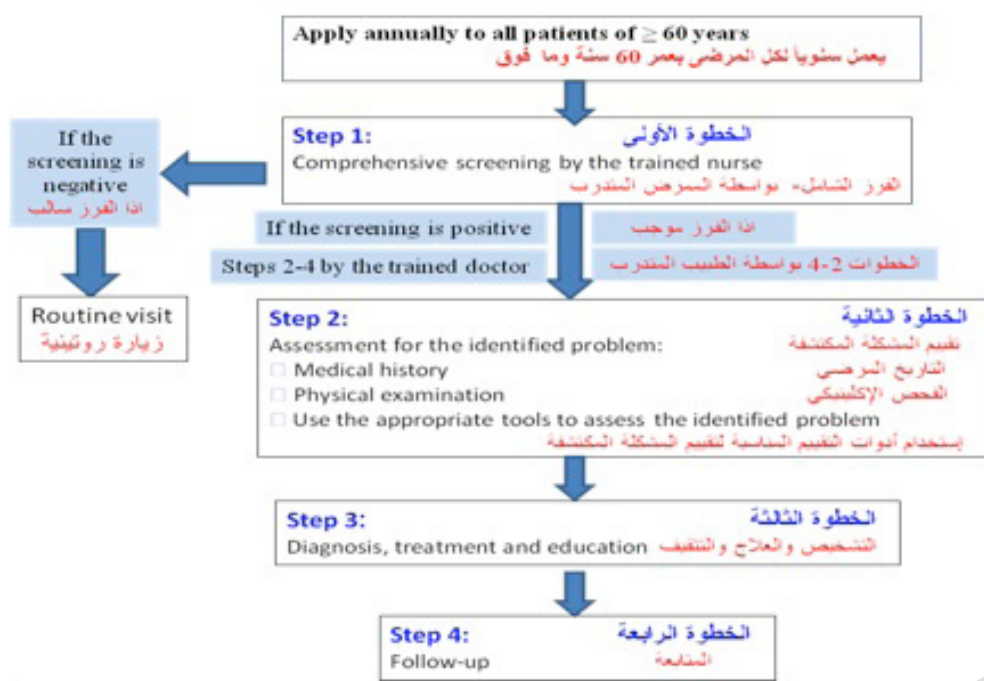 Apply annually to all patients of ≥ 60 years
يعمل سنوياً لكل المرضى بعمر 60 سنة وما فوق
Step 1: الخطوة الأولى
Comprehensive screening by the trained nurse
الفرز الشامل- بواسطة الممرض المتدرب
If the
screening is
negative
اذا الفرز سالب
If the screening is positive اذا الفرز موجب
Steps 2-4 by the trained doctor الخطوات 2-4 بواسطة الطبيب المتدرب
Routine visit
زيارة روتينية
Step 2: الخطوة الثانية
Assessment for the identified problem: تقييم المشكلة المكتشفة
Medical history التاريخ المرضي
Physical examination الفحص الإكلينيكي
Use the appropriate tools to assess the identified problem
إستخدام أدوات التقييم المناسبة لتقييم المشكلة المكتشفة
Step 3: الخطوة الثالثة
Diagnosis, treatment and education التشخيص والعلاج والتثقيف
Step 4: الخطوة الرابعة
Follow-up المتابعة